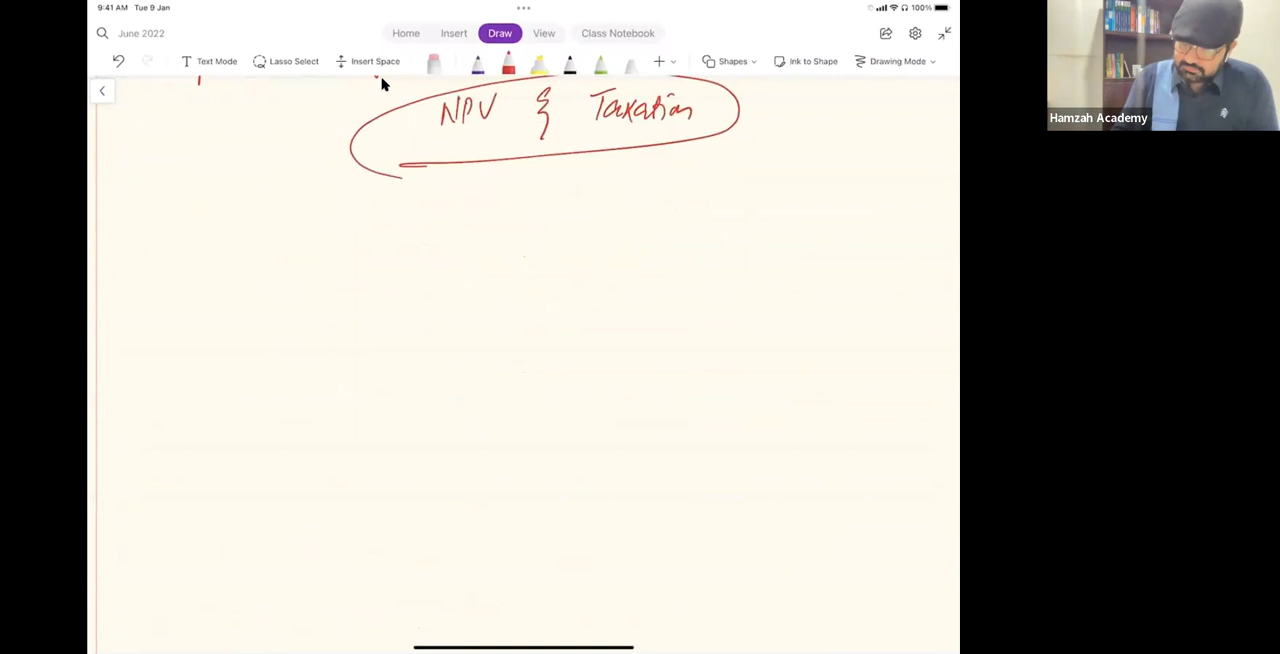 9:41 AM Tue 9 Jan
100%
June 2022
Home Insert Draw View Class Notebook
Text Mode Lasso Select Insert Space Shapes Ink to Shape Drawing Mode
NPV & Taxation
Hamzah Academy